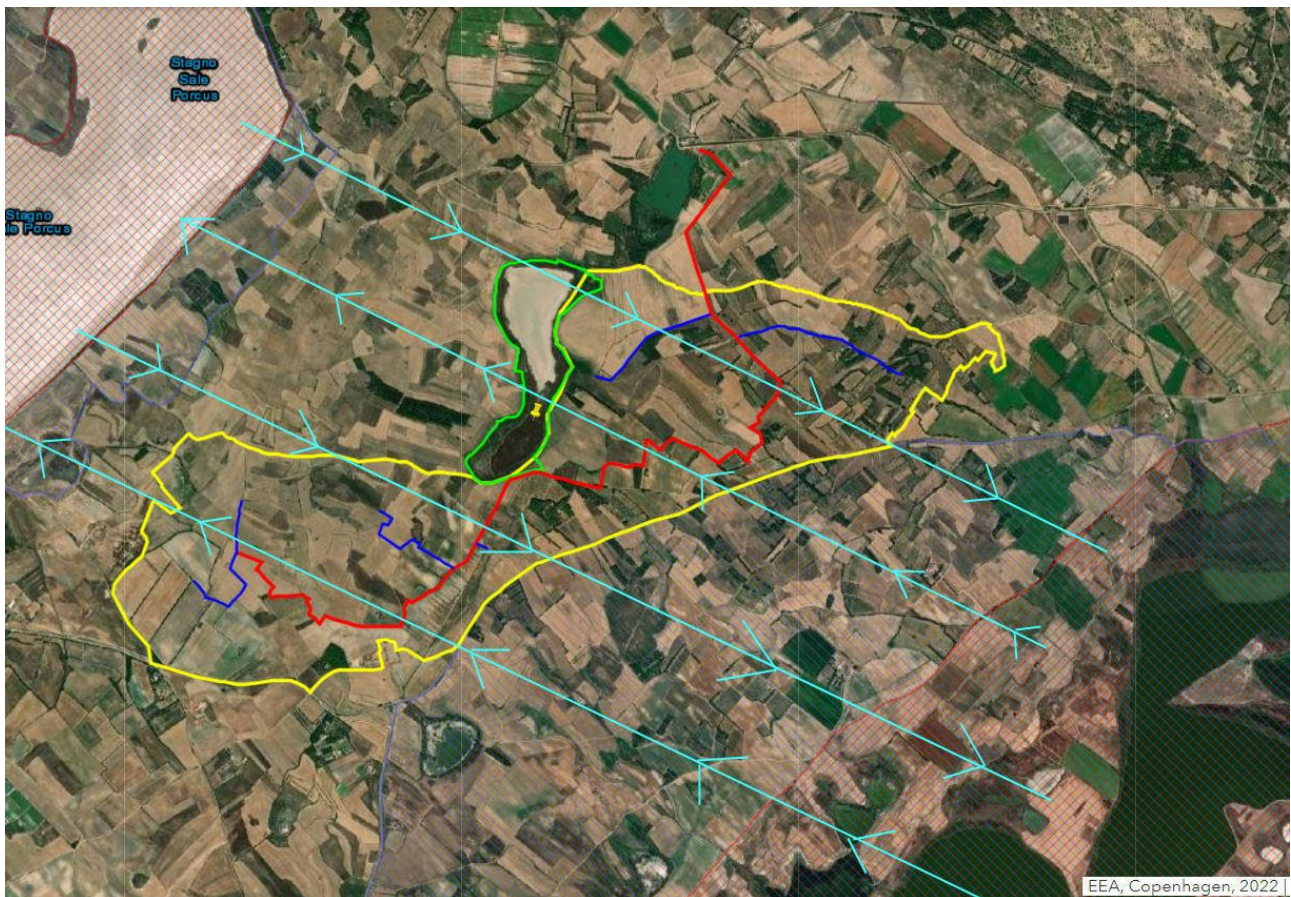 Stagno
Sale
Porcus
Stagno
le Porcus
EEA, Copenhagen, 2022 |